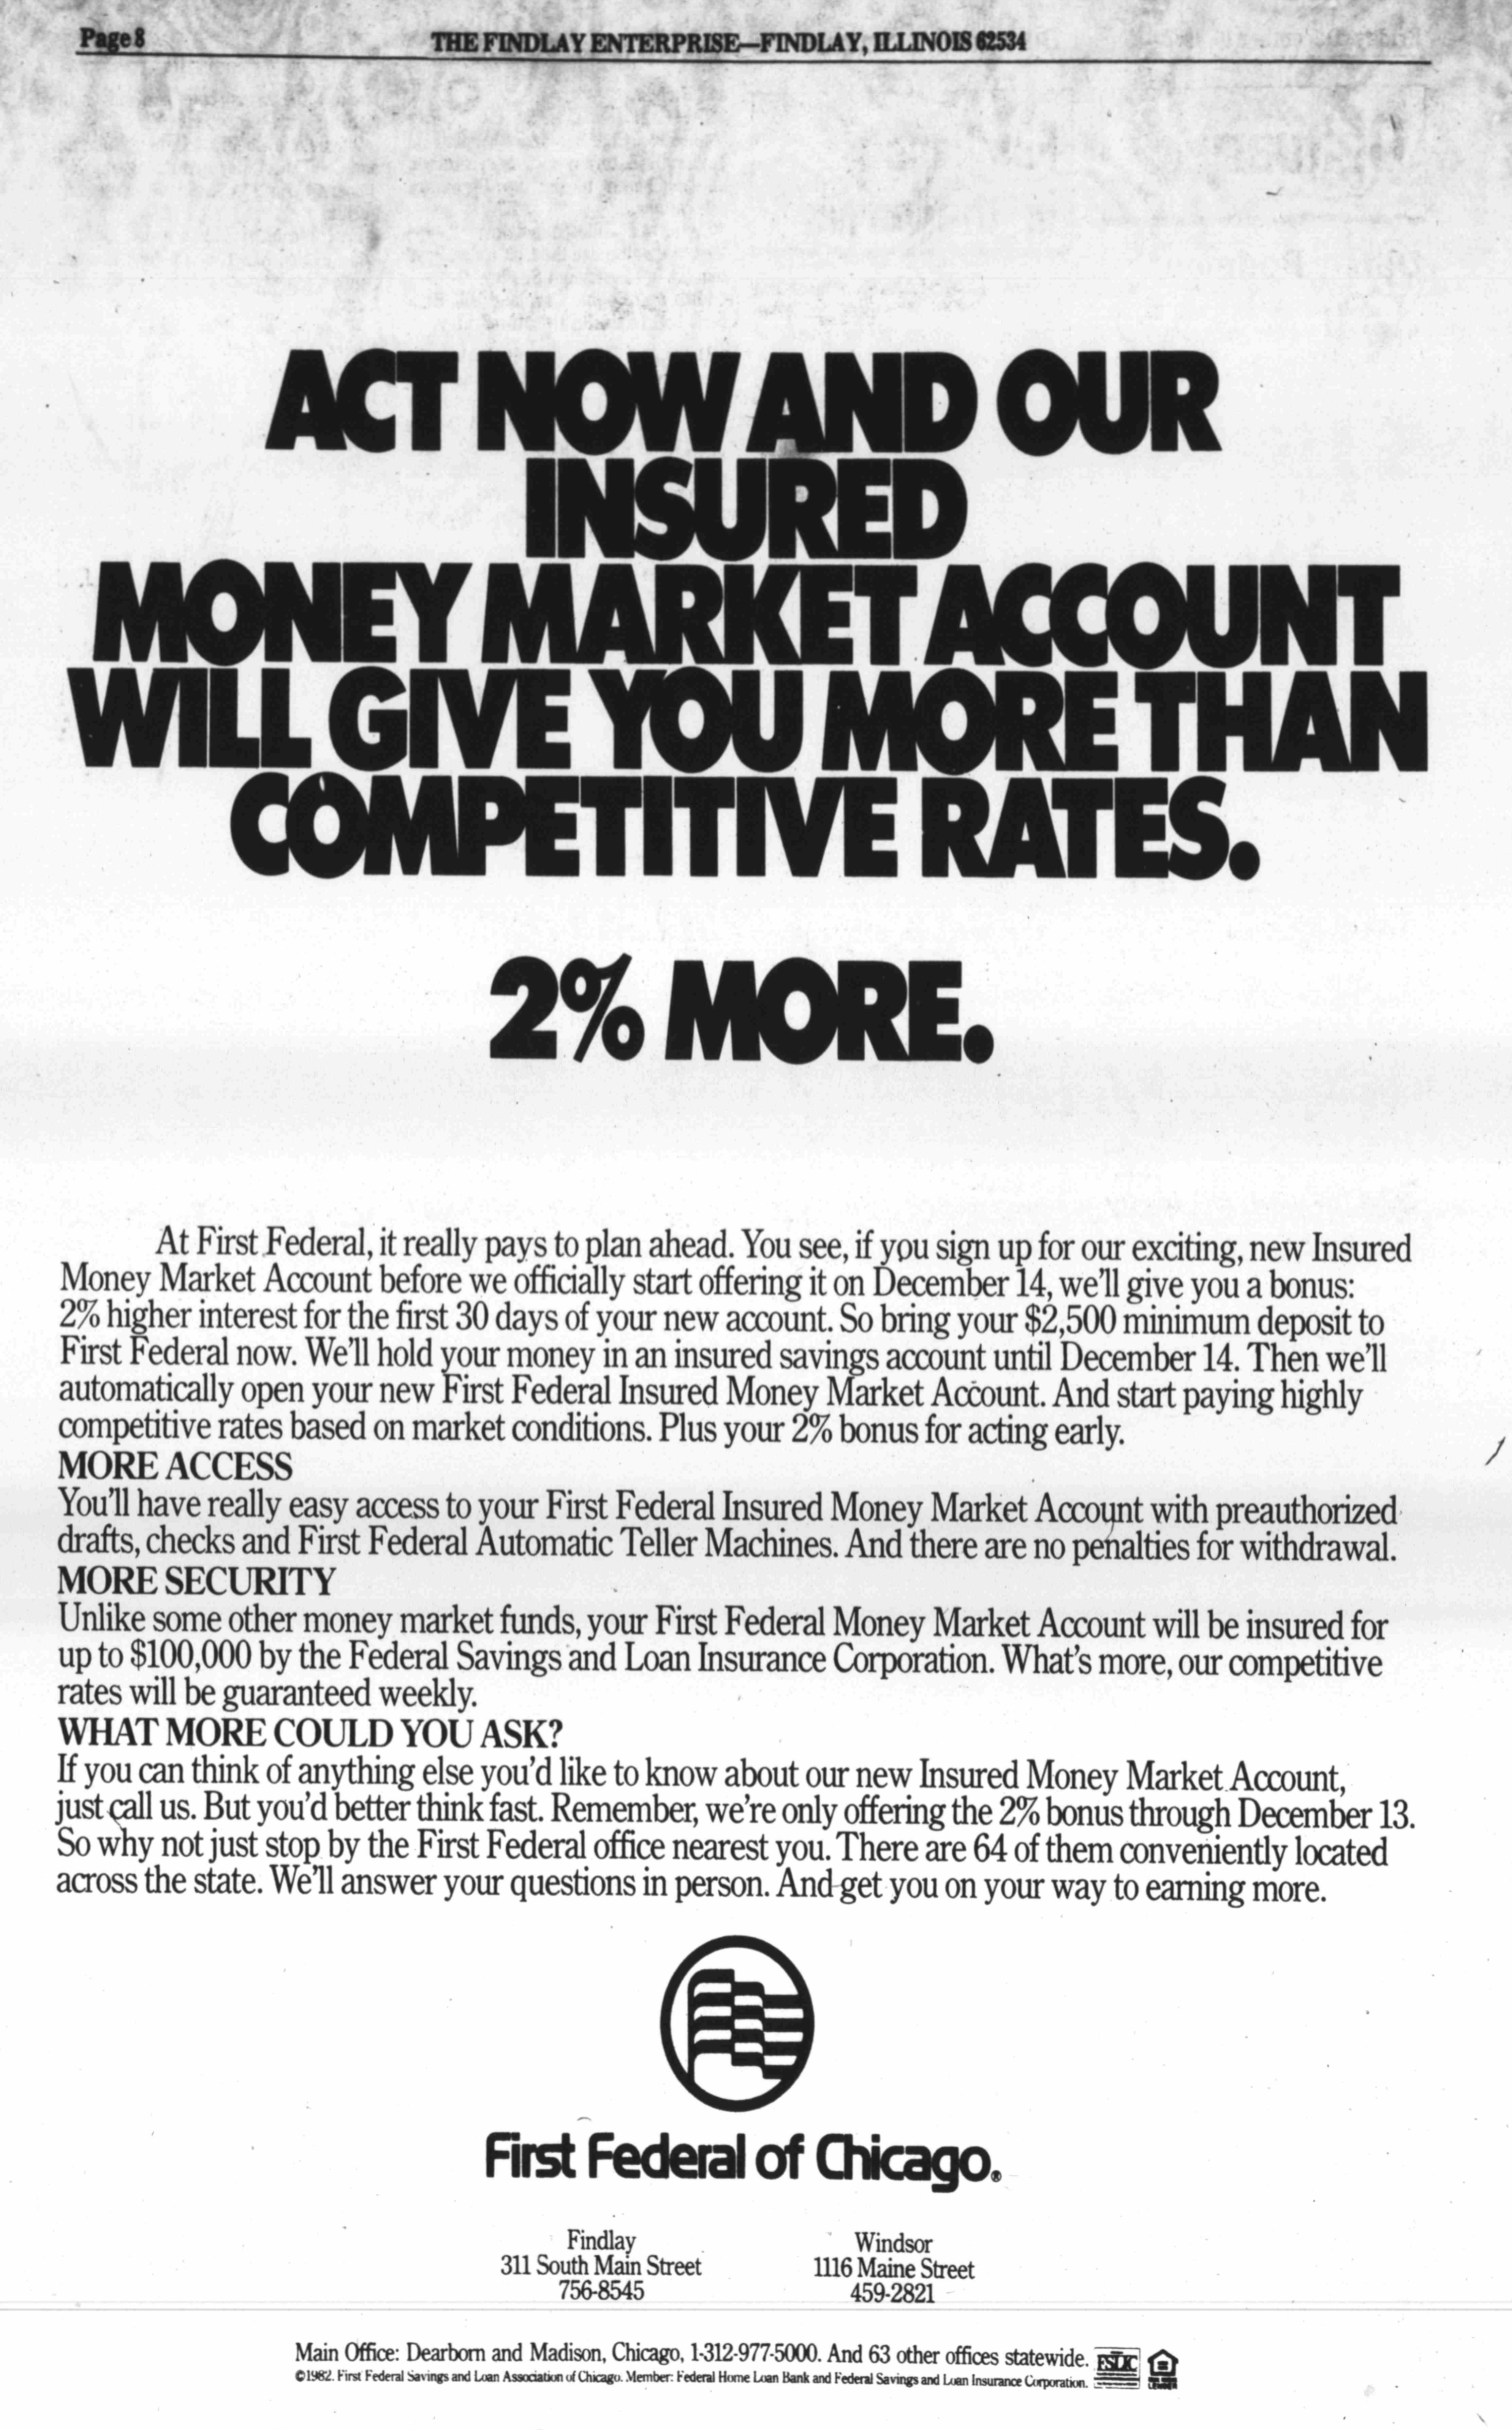 Page 8
THE FINDLAY ENTERPRISE—FINDLAY, ILLINOIS 62534
ACT NOW AND OUR
INSURED
MONEY MARKET ACCOUNT
WILL GIVE YOU MORE THAN
COMPETITIVE RATES.
2% MORE.
At First Federal, it really pays to plan ahead. You see, if you sign up for our exciting, new Insured
Money Market Account before we officially start offering it on December 14, we'll give you a bonus:
2% higher interest for the first 30 days of your new account. So bring your $2,500 minimum deposit to
First Federal now. We'll hold your money in an insured savings account until December 14. Then we'll
automatically open your new First Federal Insured Money Market Account. And start paying highly
competitive rates based on market conditions. Plus your 2% bonus for acting early.
MORE ACCESS
You'll have really easy access to your First Federal Insured Money Market Account with preauthorized
drafts, checks and First Federal Automatic Teller Machines. And there are no penalties for withdrawal.
MORE SECURITY
Unlike some other money market funds, your First Federal Money Market Account will be insured for
up to $100,000 by the Federal Savings and Loan Insurance Corporation. What's more, our competitive
rates will be guaranteed weekly.
WHAT MORE COULD YOU ASK?
If you can think of anything else you'd like to know about our new Insured Money Market Account,
just call us. But you'd better think fast. Remember, we're only offering the 2% bonus through December 13.
So why not just stop by the First Federal office nearest you. There are 64 of them conveniently located
across the state. We'll answer your questions in person. And get you on your way to earning more.
First Federal of Chicago.®
Findlay
311 South Main Street
756-8545
Windsor
1116 Maine Street
459-2821
Main Office: Dearborn and Madison, Chicago, 1-312-977-5000. And 63 other offices statewide.
©1982. First Federal Savings and Loan Association of Chicago. Member: Federal Home Loan Bank and Federal Savings and Loan Insurance Corporation.
FSLIC